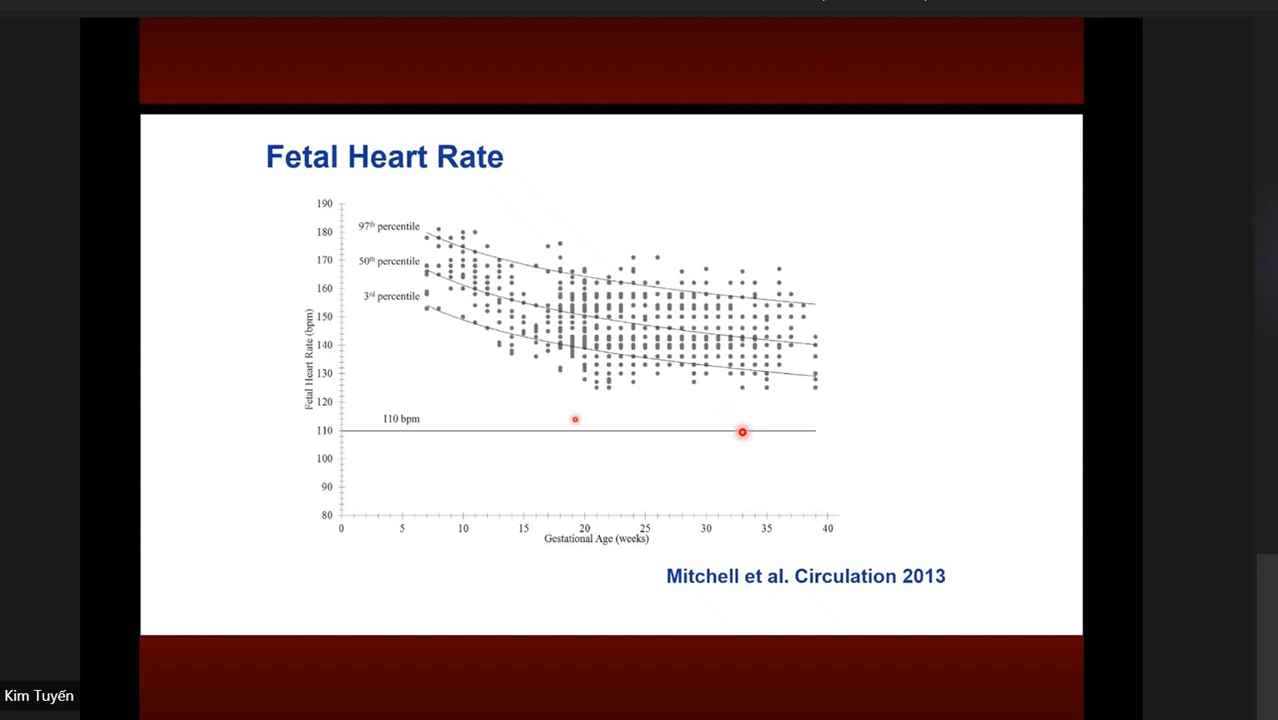 Fetal Heart Rate
190
180
170
160
150
140
130
120
110
100
90
80
97th percentile
50th percentile
3rd percentile
110 bpm
Fetal Heart Rate (bpm)
0 5 10 15 20 25 30 35 40
Gestational Age (weeks)
Mitchell et al. Circulation 2013
Kim Tuyến